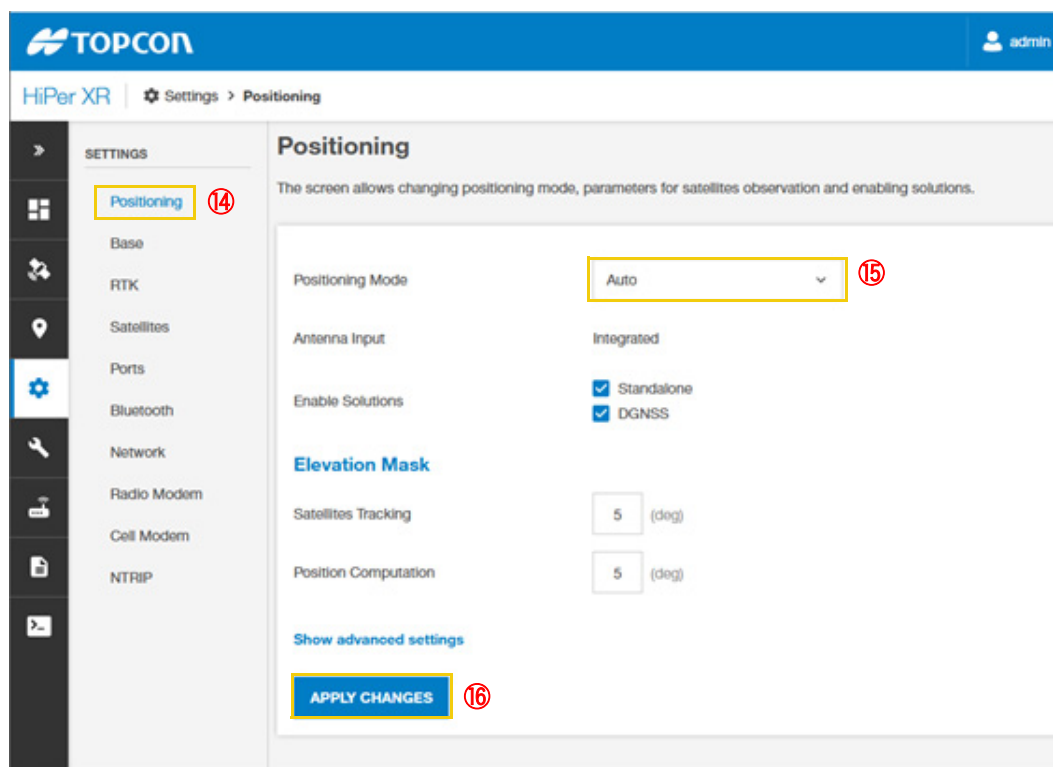 TOPCON
admin
HiPer XR
Settings > Positioning
SETTINGS
Positioning ⑭
Base
RTK
Satellites
Ports
Bluetooth
Network
Radio Modem
Cell Modem
NTRIP
Positioning
The screen allows changing positioning mode, parameters for satellites observation and enabling solutions.
Positioning Mode Auto ⑮
Antenna Input Integrated
Enable Solutions
Standalone
DGNSS
Elevation Mask
Satellites Tracking 5 (deg)
Position Computation 5 (deg)
Show advanced settings
APPLY CHANGES ⑯